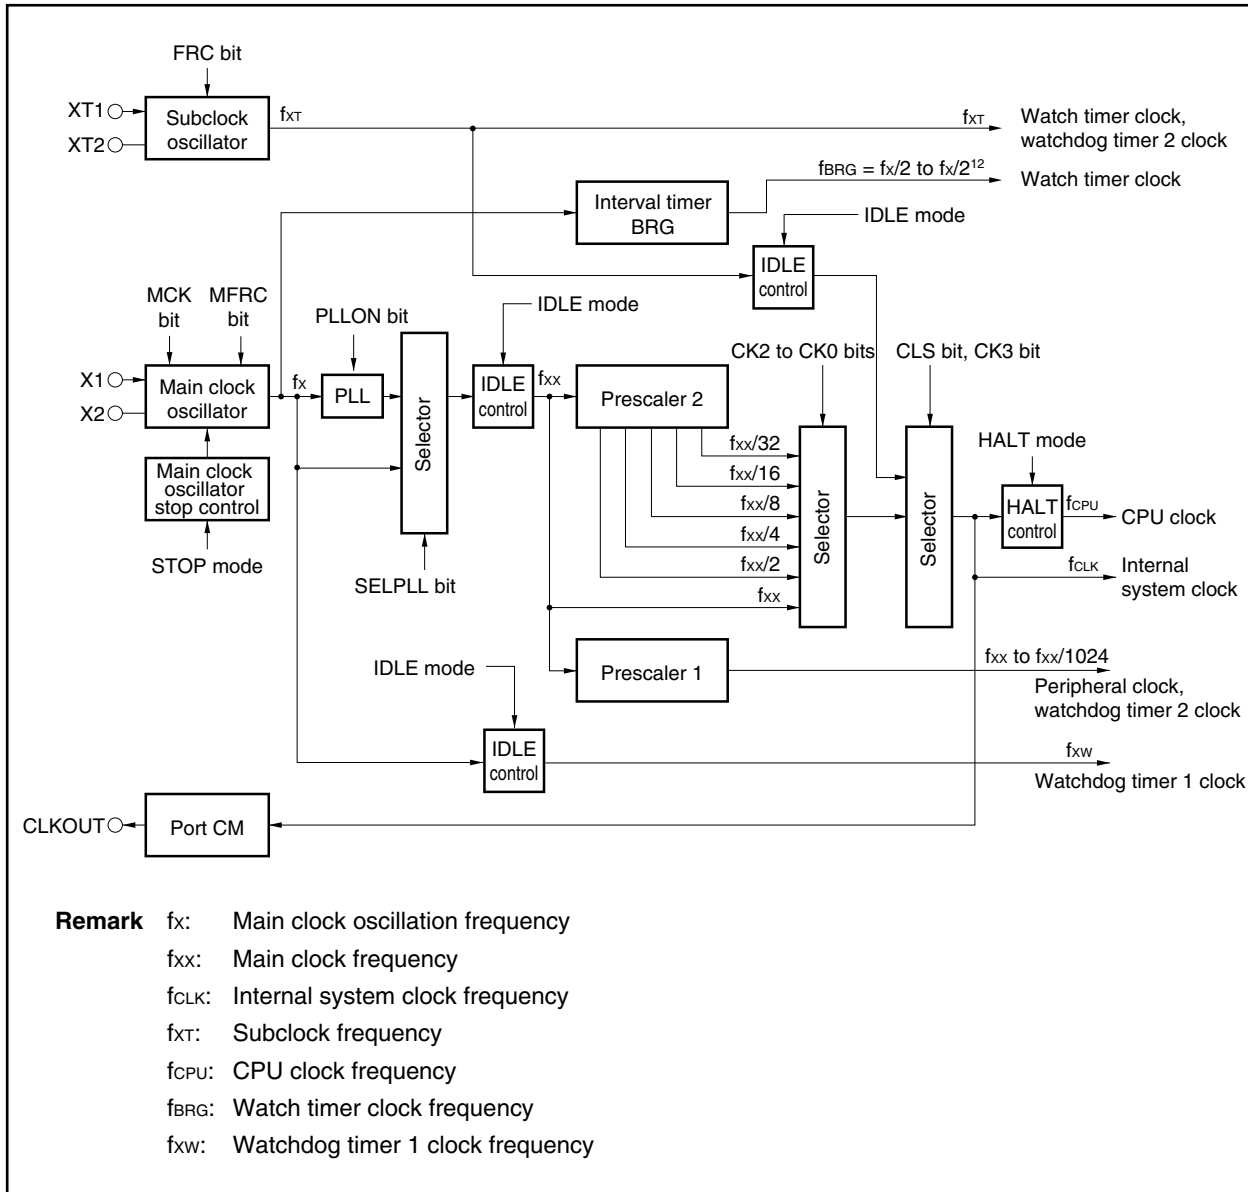 FRC bit
XT1
XT2
Subclock
oscillator
fXT
fXT
Watch timer clock,
watchdog timer 2 clock
fBRG = fX/2 to fX/2¹²
Watch timer clock
Interval timer
BRG
IDLE mode
IDLE
control
MCK
bit
MFRC
bit
PLLON bit
IDLE mode
X1
X2
Main clock
oscillator
fX
PLL
Selector
IDLE
control
fXX
Prescaler 2
CK2 to CK0 bits
CLS bit, CK3 bit
Main clock
oscillator
stop control
STOP mode
SELPLL bit
fXX/32
fXX/16
fXX/8
fXX/4
fXX/2
fXX
Selector
Selector
HALT mode
HALT
control
fCPU
CPU clock
fCLK
Internal
system clock
IDLE mode
Prescaler 1
fXX to fXX/1024
Peripheral clock,
watchdog timer 2 clock
IDLE
control
fXW
Watchdog timer 1 clock
CLKOUT
Port CM
Remark fX: Main clock oscillation frequency
fXX: Main clock frequency
fCLK: Internal system clock frequency
fXT: Subclock frequency
fCPU: CPU clock frequency
fBRG: Watch timer clock frequency
fXW: Watchdog timer 1 clock frequency